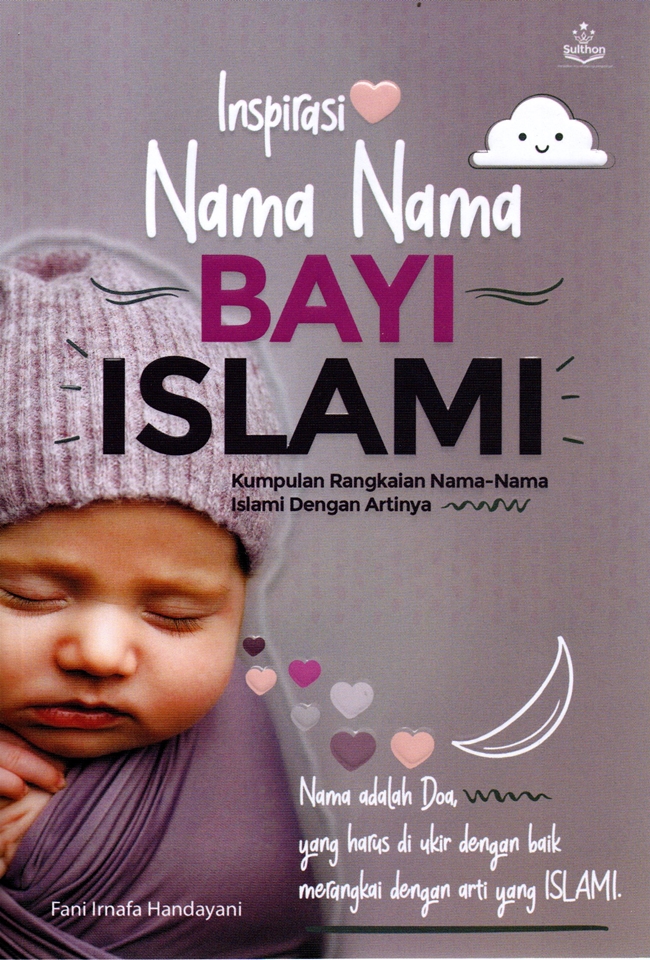 Sulthon
Inspirasi
Nama Nama
BAYI
ISLAMI
Kumpulan Rangkaian Nama-Nama
Islami Dengan Artinya
Nama adalah Doa,
yang harus di ukir dengan baik
merangkai dengan arti yang ISLAMI.
Fani Irnafa Handayani